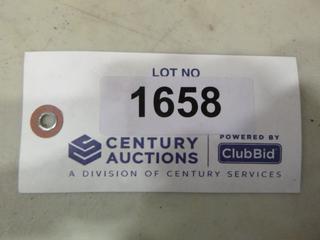 LOT NO
1658
CENTURY AUCTIONS
POWERED BY
ClubBid
A DIVISION OF CENTURY SERVICES